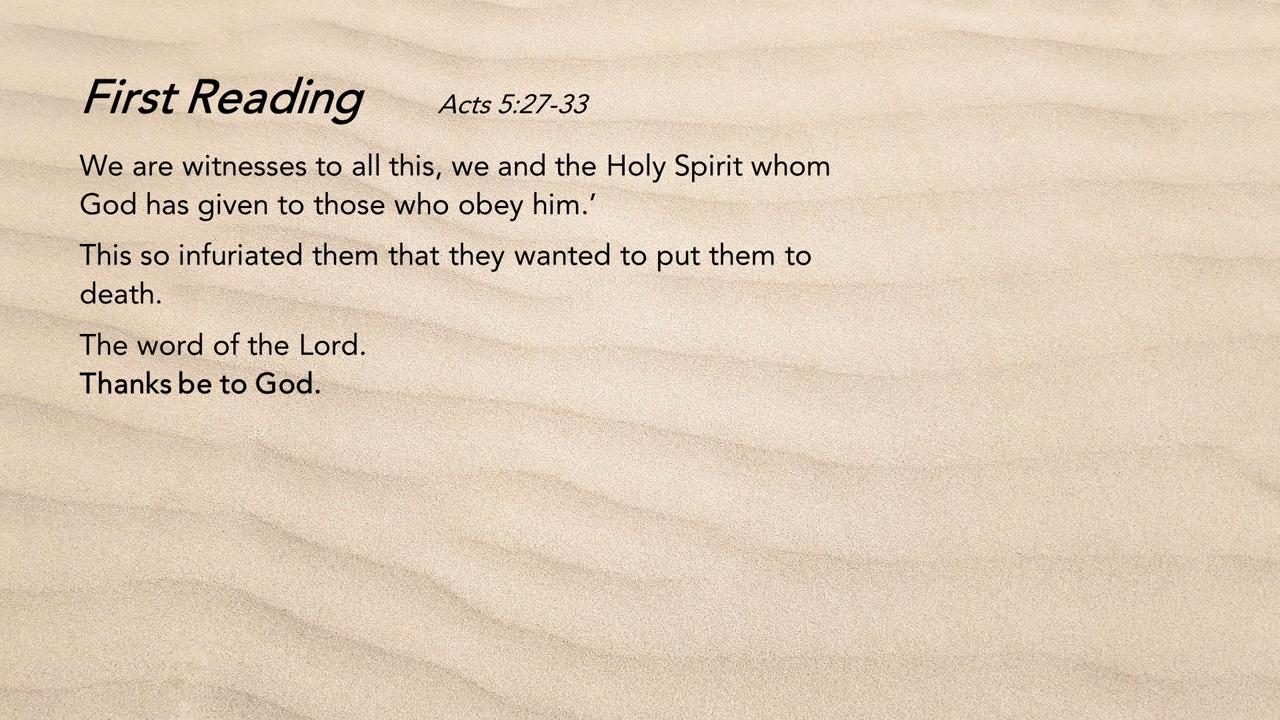 First Reading Acts 5:27-33
We are witnesses to all this, we and the Holy Spirit whom
God has given to those who obey him.’
This so infuriated them that they wanted to put them to
death.
The word of the Lord.
Thanks be to God.